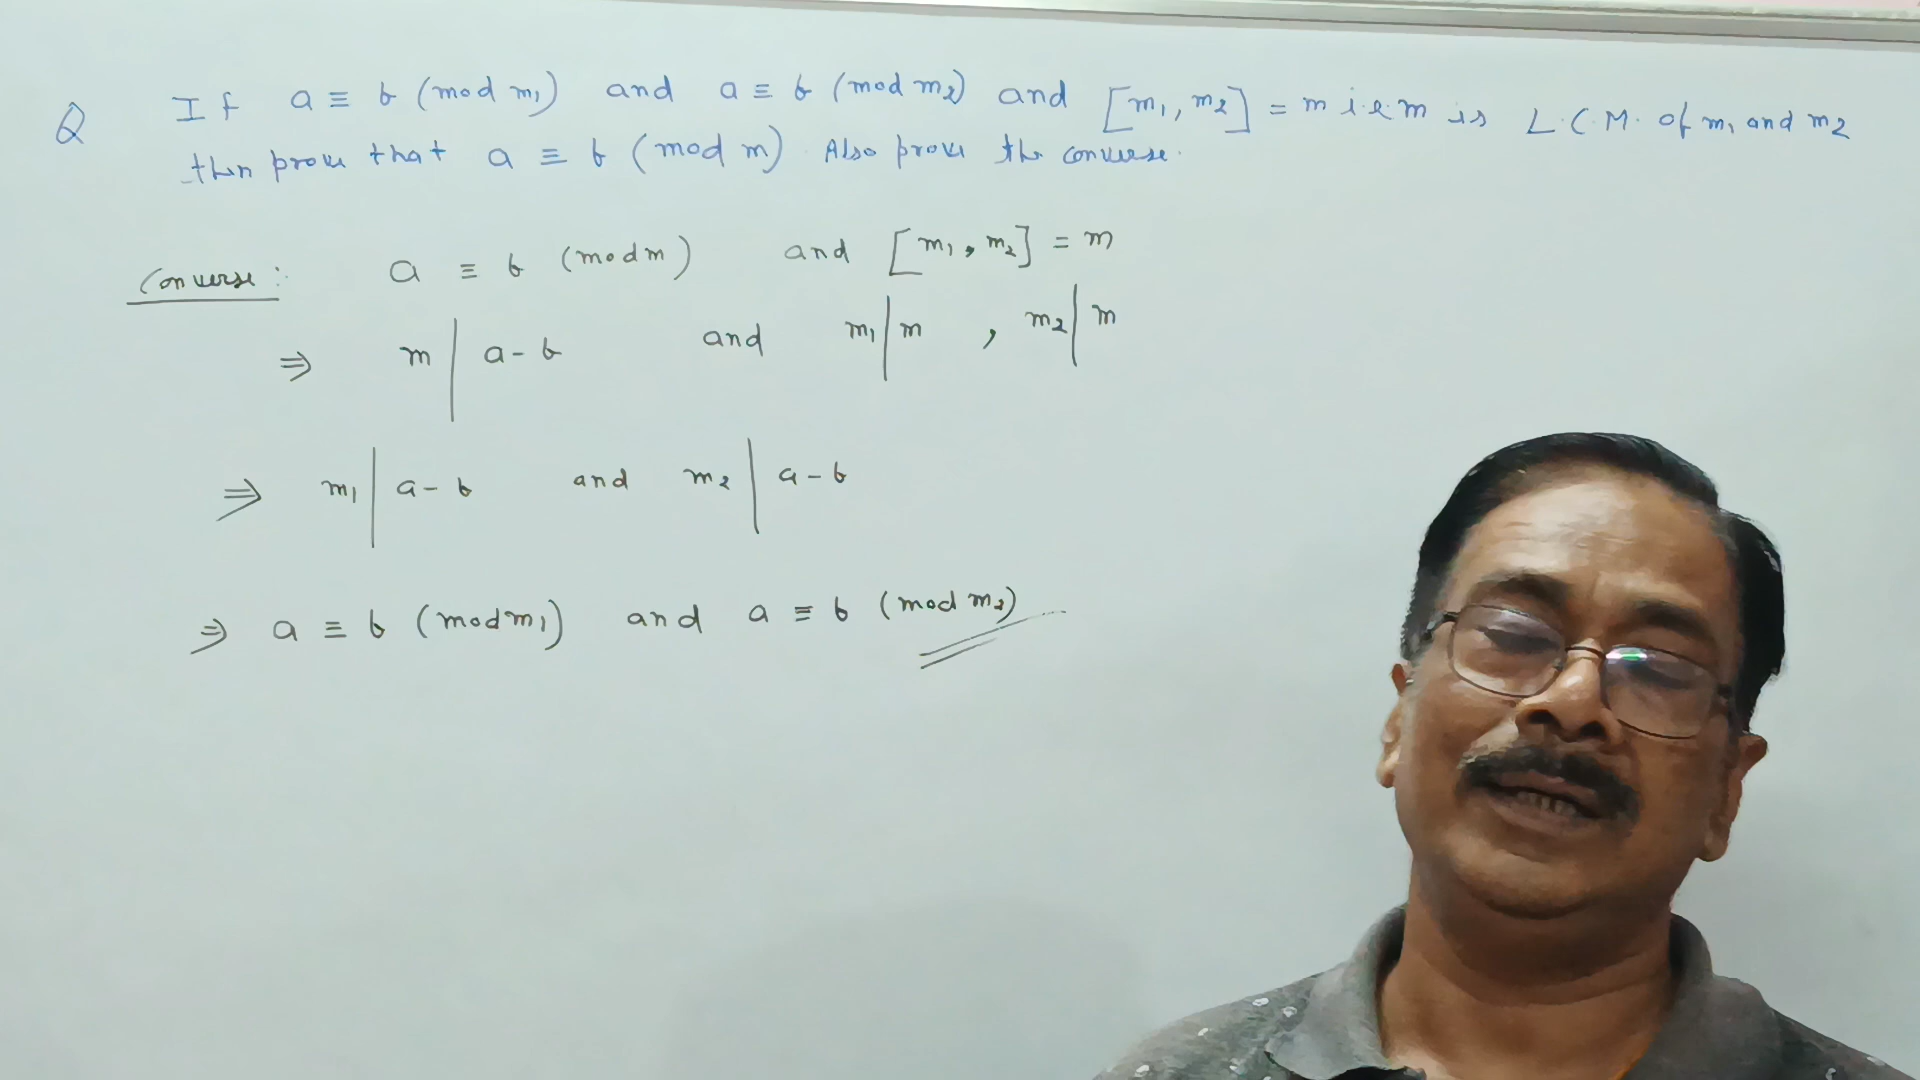 Q If a ≡ b (mod m₁) and a ≡ b (mod m₂) and [m₁, m₂] = m i.e. m is L.C.M. of m₁ and m₂
then prove that a ≡ b (mod m). Also prove the converse.
Converse: a ≡ b (mod m) and [m₁, m₂] = m
⇒ m | a - b and m₁ | m , m₂ | m
⇒ m₁ | a - b and m₂ | a - b
⇒ a ≡ b (mod m₁) and a ≡ b (mod m₂)